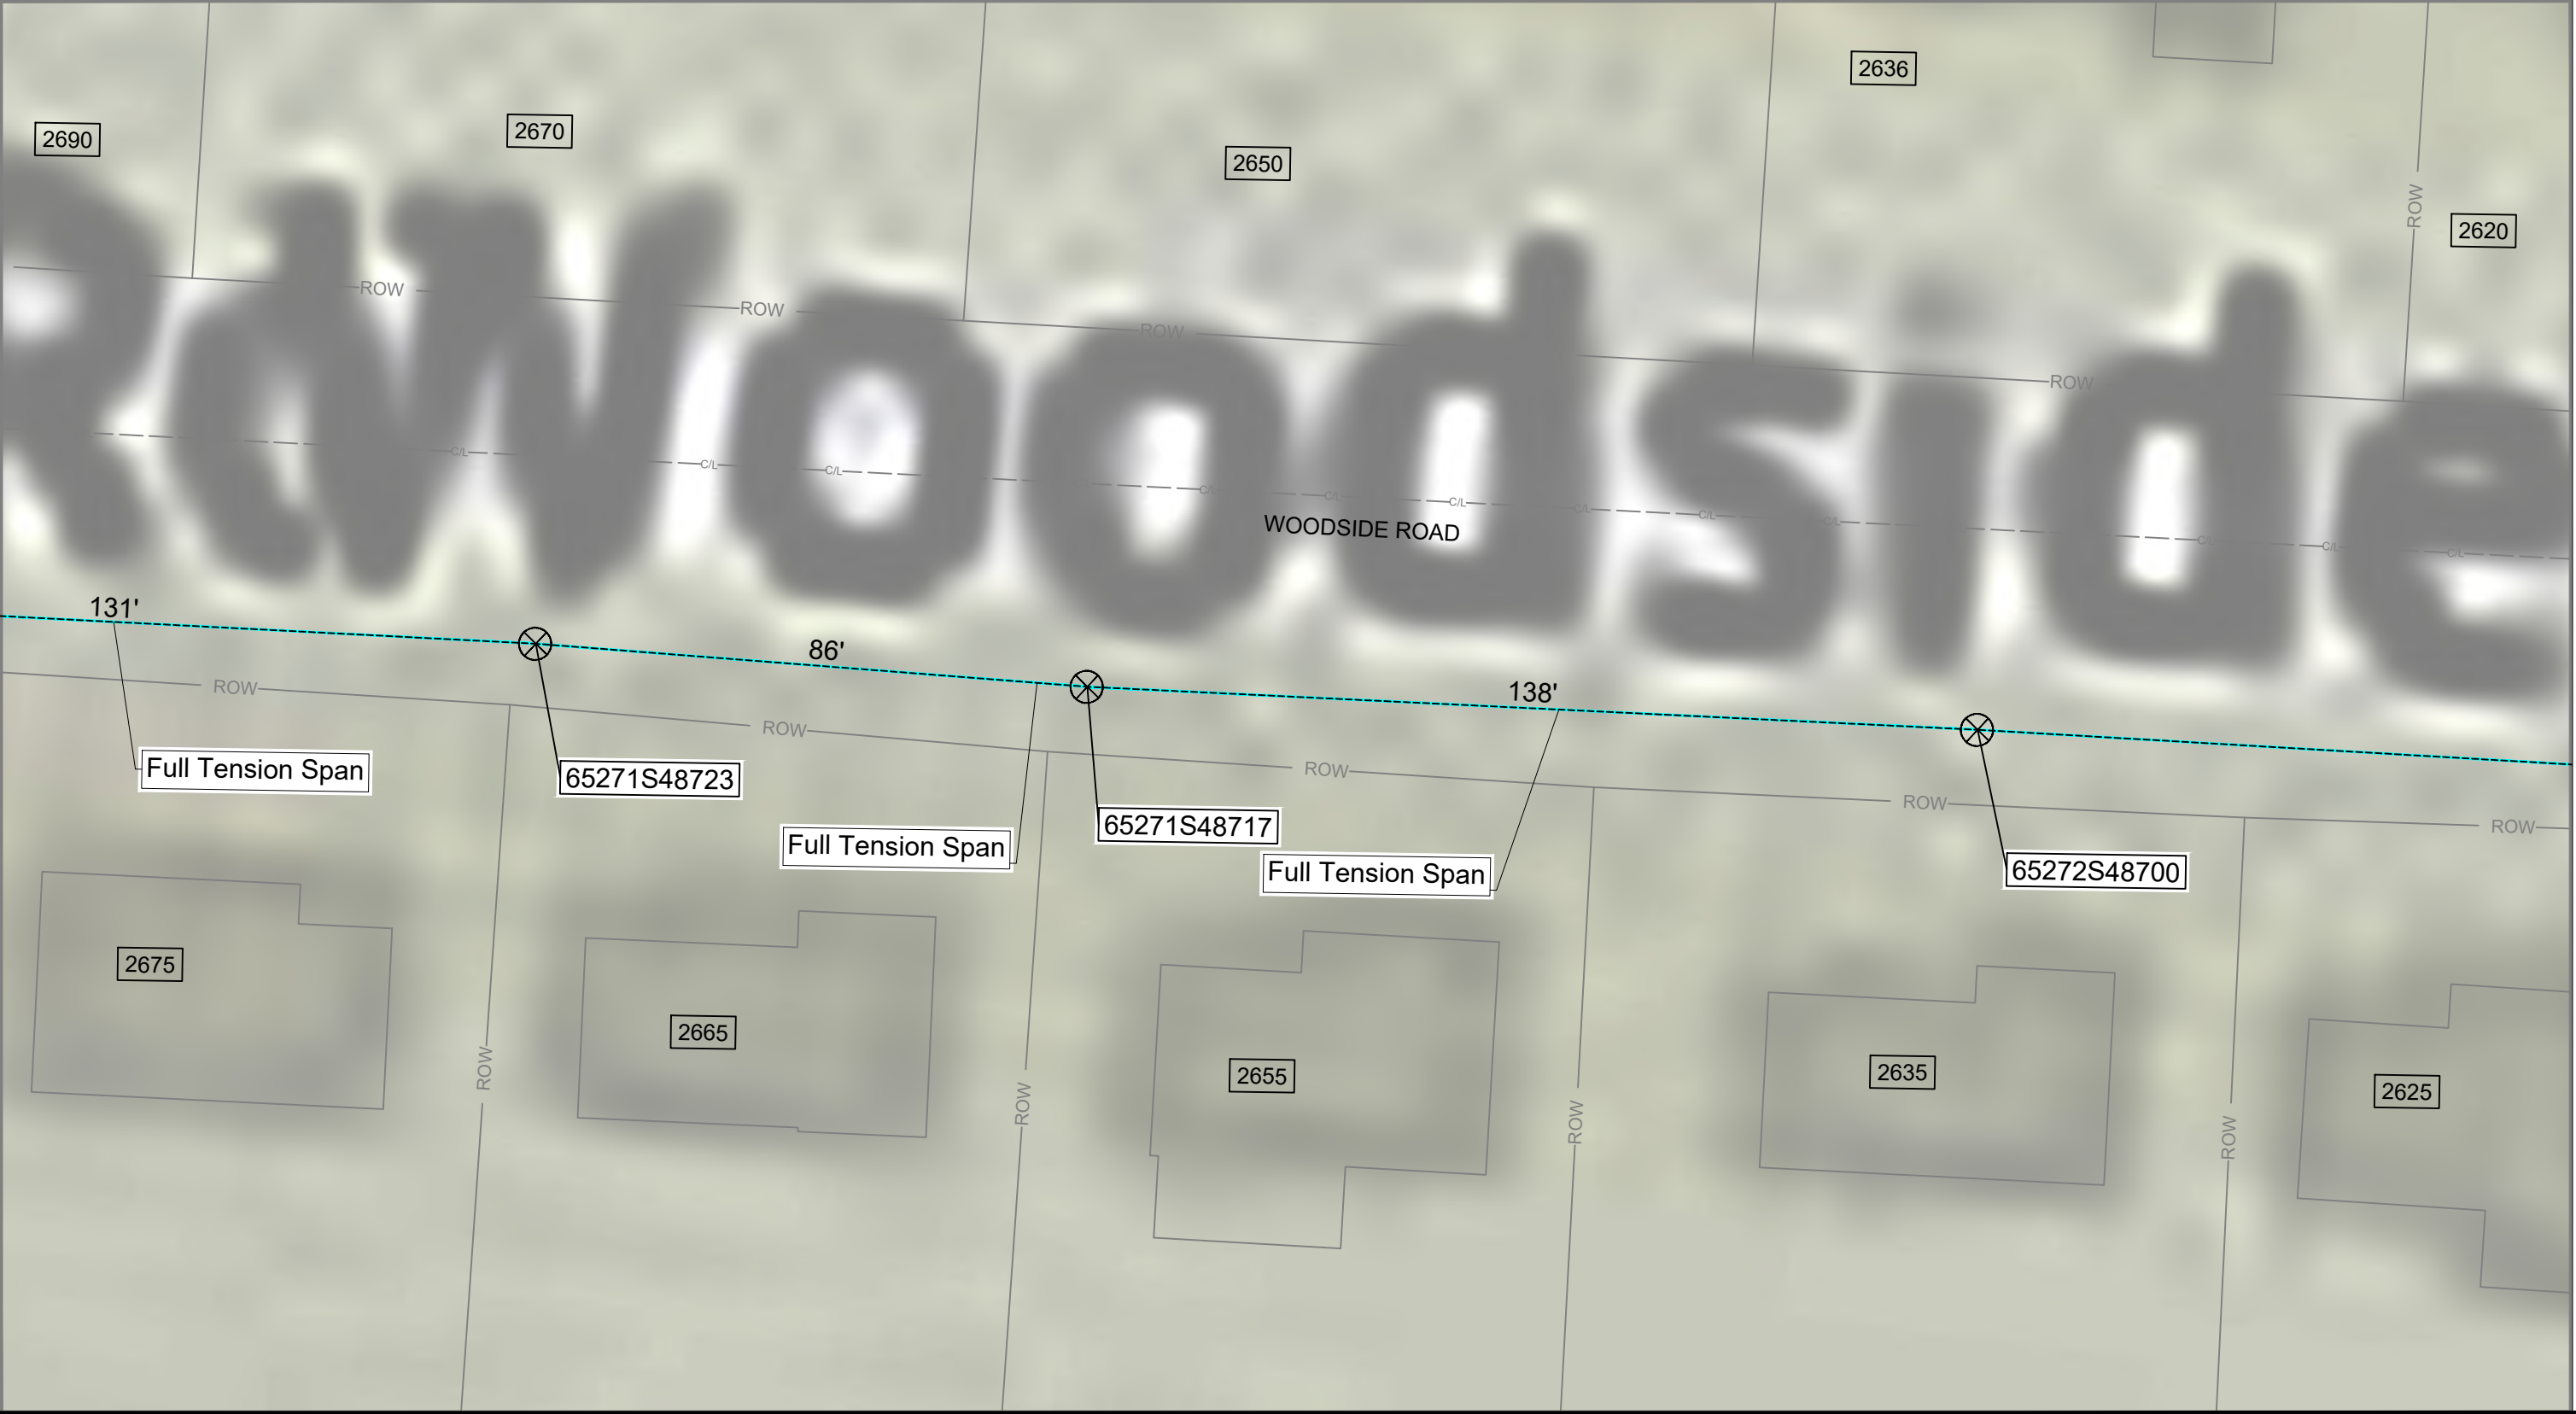 2636
2690
2670
2650
ROW
2620
ROW
ROW
ROW
ROW
Rd Woodside
C/L
C/L
C/L
C/L
C/L
C/L
C/L
C/L
C/L
C/L
C/L
C/L
WOODSIDE ROAD
131'
86'
138'
ROW
ROW
ROW
ROW
ROW
Full Tension Span
65271S48723
Full Tension Span
65271S48717
Full Tension Span
65272S48700
2675
2665
2655
2635
2625
ROW
ROW
ROW
ROW